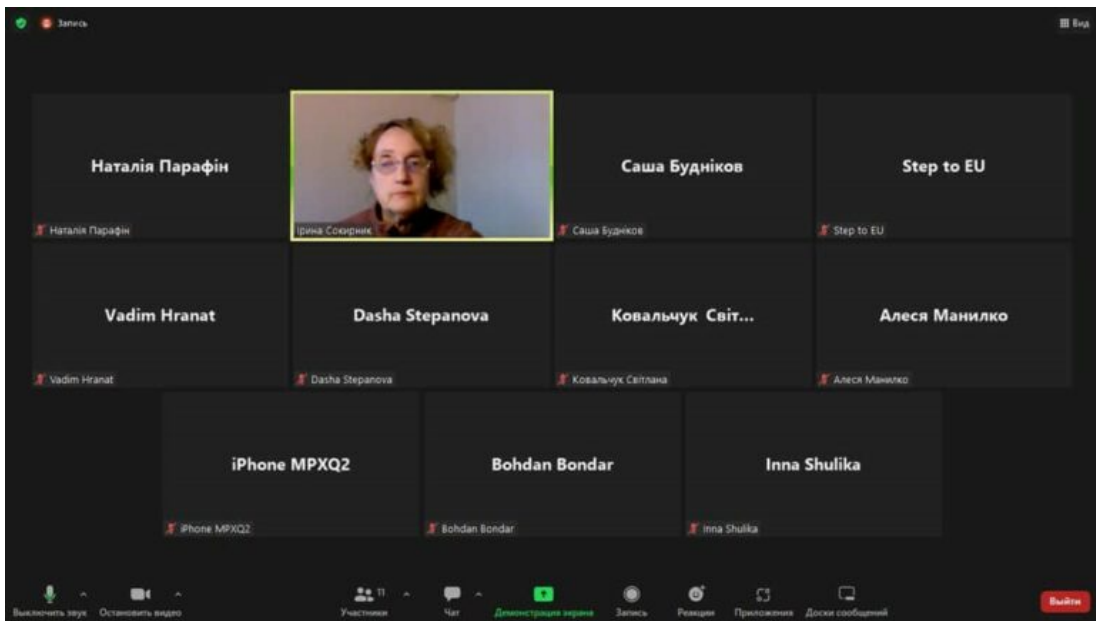 Запись
Вид
Наталія Парафін
Саша Будніков
Step to EU
Наталія Парафін
Ірина Сокирник
Саша Будніков
Step to EU
Vadim Hranat
Dasha Stepanova
Ковальчук Світ...
Алеся Манилко
Vadim Hranat
Dasha Stepanova
Ковальчук Світлана
Алеся Манилко
iPhone MPXQ2
Bohdan Bondar
Inna Shulika
iPhone MPXQ2
Bohdan Bondar
Inna Shulika
11
Выключить звук
Остановить видео
Участники
Чат
Демонстрация экрана
Запись
Реакции
Приложения
Доски сообщений
Выйти